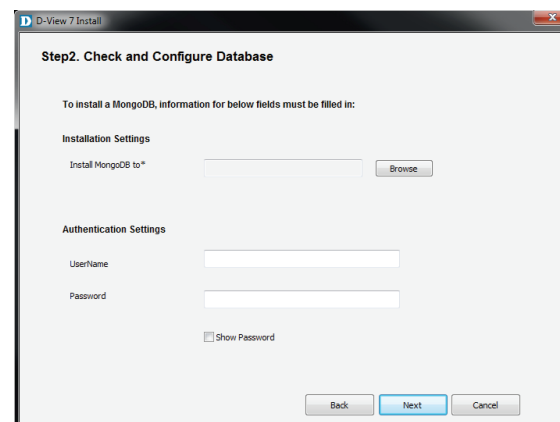 D D-View 7 Install
Step2. Check and Configure Database
To install a MongoDB, information for below fields must be filled in:
Installation Settings
Install MongoDB to* Browse
Authentication Settings
UserName
Password
Show Password
Back Next Cancel